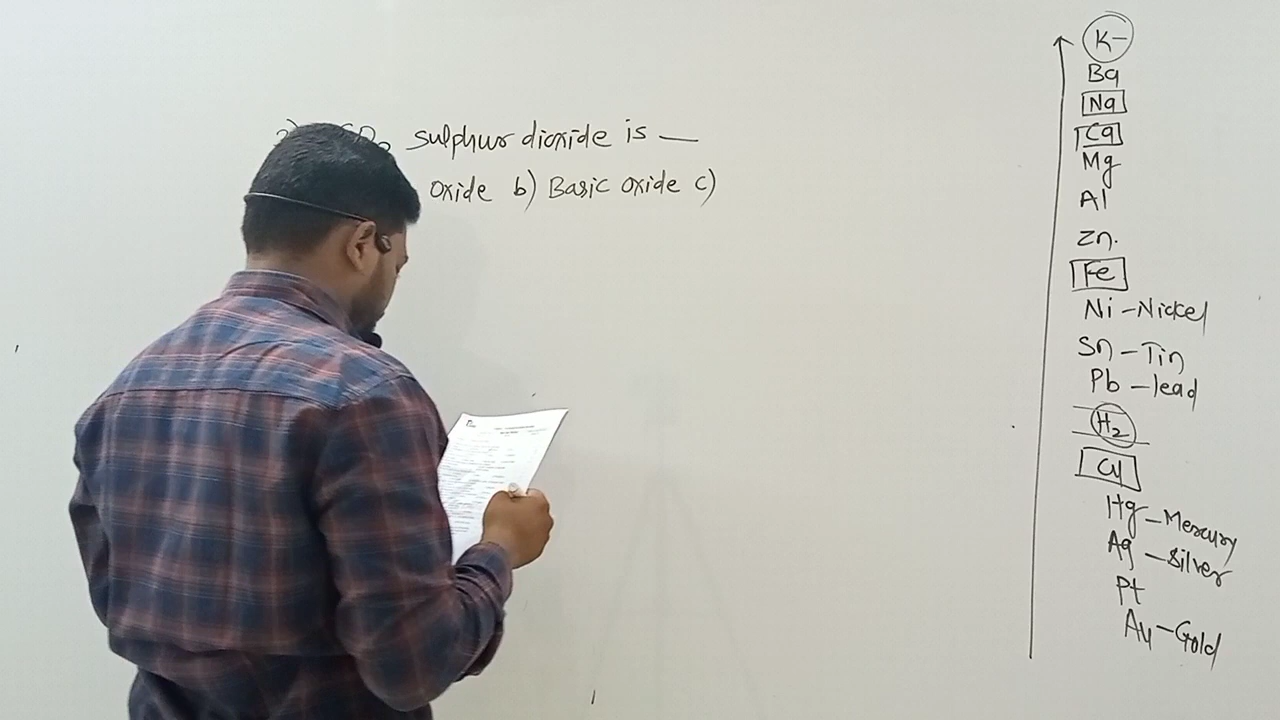 sulphur dioxide is __
oxide b) Basic oxide c)
K-
Ba
Na
Ca
Mg
Al
Zn.
Fe
Ni - Nickel
Sn - Tin
Pb - lead
H2
Cu
Hg - Mercury
Ag - Silver
Pt
Au - Gold